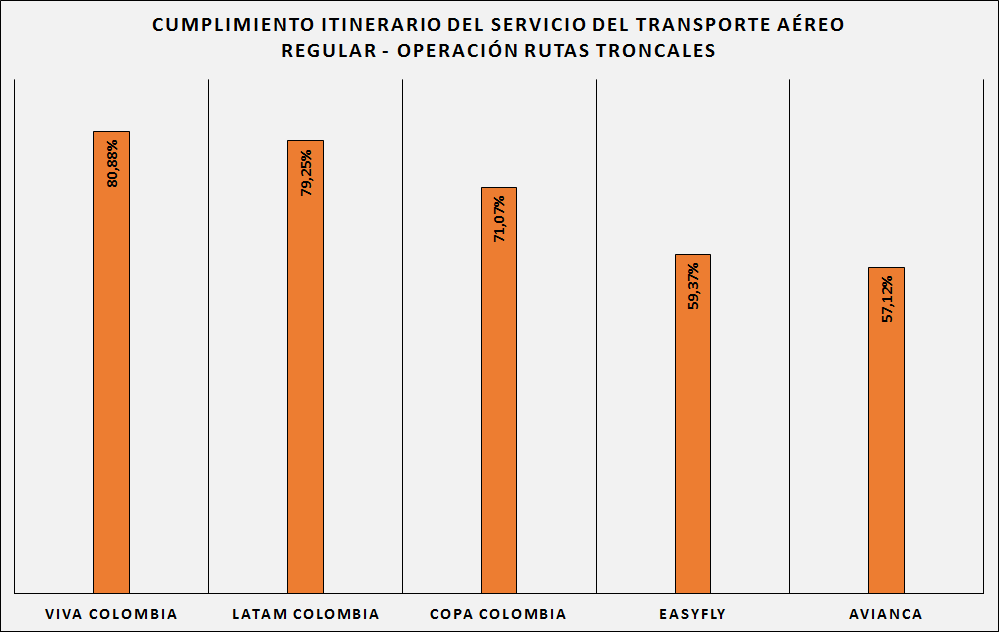 CUMPLIMIENTO ITINERARIO DEL SERVICIO DEL TRANSPORTE AÉREO
REGULAR - OPERACIÓN RUTAS TRONCALES
80,88%
79,25%
71,07%
59,37%
57,12%
VIVA COLOMBIA
LATAM COLOMBIA
COPA COLOMBIA
EASYFLY
AVIANCA